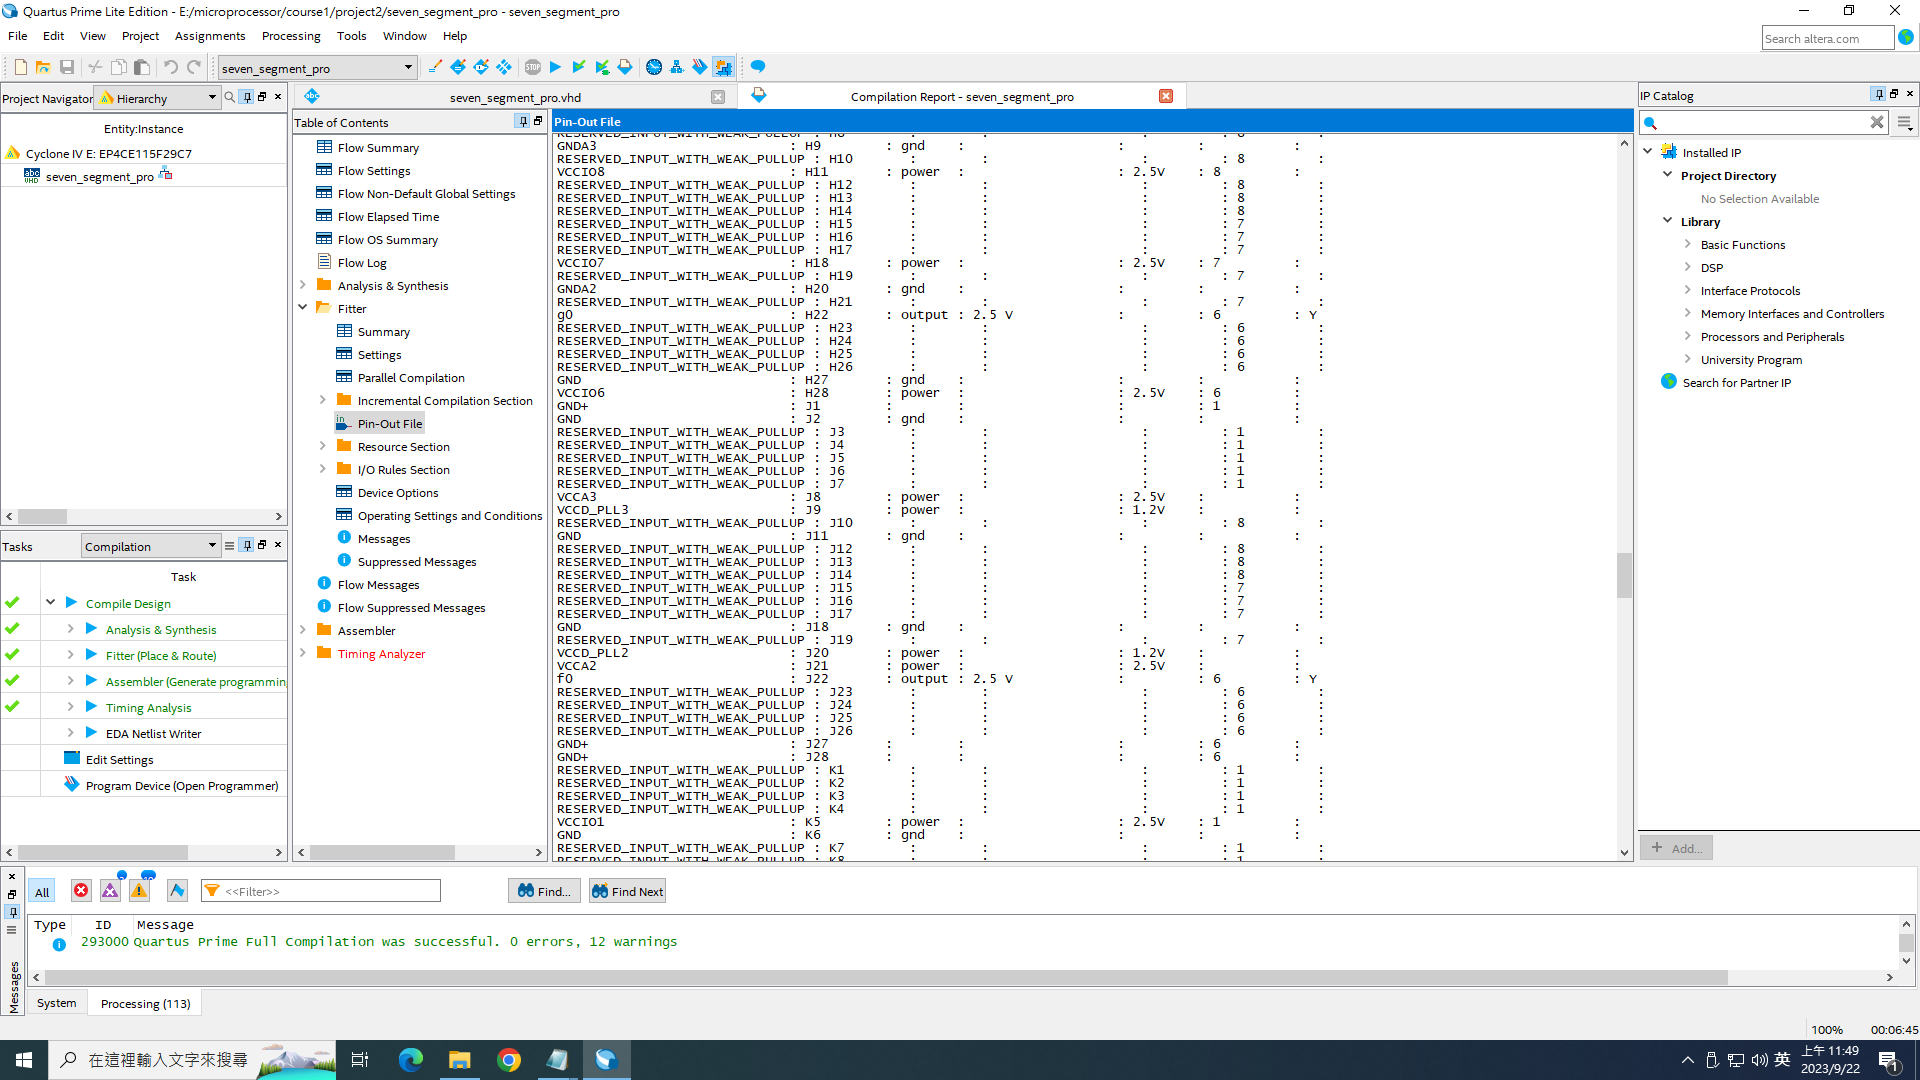 Quartus Prime Lite Edition - E:/microprocessor/course1/project2/seven_segment_pro - seven_segment_pro
File Edit View Project Assignments Processing Tools Window Help
Search altera.com
seven_segment_pro
Project Navigator Hierarchy
seven_segment_pro.vhd
Compilation Report - seven_segment_pro
IP Catalog
Entity:Instance
Cyclone IV E: EP4CE115F29C7
seven_segment_pro
Table of Contents
Flow Summary
Flow Settings
Flow Non-Default Global Settings
Flow Elapsed Time
Flow OS Summary
Flow Log
Analysis & Synthesis
Fitter
Summary
Settings
Parallel Compilation
Incremental Compilation Section
Pin-Out File
Resource Section
I/O Rules Section
Device Options
Operating Settings and Conditions
Messages
Suppressed Messages
Flow Messages
Flow Suppressed Messages
Assembler
Timing Analyzer
Pin-Out File
GNDA3 : H9 : gnd : : : :
RESERVED_INPUT_WITH_WEAK_PULLUP : H10 : : : : 8 :
VCCIO8 : H11 : power : : 2.5V : 8 :
RESERVED_INPUT_WITH_WEAK_PULLUP : H12 : : : : 8 :
RESERVED_INPUT_WITH_WEAK_PULLUP : H13 : : : : 8 :
RESERVED_INPUT_WITH_WEAK_PULLUP : H14 : : : : 8 :
RESERVED_INPUT_WITH_WEAK_PULLUP : H15 : : : : 7 :
RESERVED_INPUT_WITH_WEAK_PULLUP : H16 : : : : 7 :
RESERVED_INPUT_WITH_WEAK_PULLUP : H17 : : : : 7 :
VCCIO7 : H18 : power : : 2.5V : 7 :
RESERVED_INPUT_WITH_WEAK_PULLUP : H19 : : : : 7 :
GNDA2 : H20 : gnd : : : :
RESERVED_INPUT_WITH_WEAK_PULLUP : H21 : : : : 7 :
g0 : H22 : output : 2.5 V : : 6 : Y
RESERVED_INPUT_WITH_WEAK_PULLUP : H23 : : : : 6 :
RESERVED_INPUT_WITH_WEAK_PULLUP : H24 : : : : 6 :
RESERVED_INPUT_WITH_WEAK_PULLUP : H25 : : : : 6 :
RESERVED_INPUT_WITH_WEAK_PULLUP : H26 : : : : 6 :
GND : H27 : gnd : : : :
VCCIO6 : H28 : power : : 2.5V : 6 :
GND+ : J1 : : : : 1 :
GND : J2 : gnd : : : :
RESERVED_INPUT_WITH_WEAK_PULLUP : J3 : : : : 1 :
RESERVED_INPUT_WITH_WEAK_PULLUP : J4 : : : : 1 :
RESERVED_INPUT_WITH_WEAK_PULLUP : J5 : : : : 1 :
RESERVED_INPUT_WITH_WEAK_PULLUP : J6 : : : : 1 :
RESERVED_INPUT_WITH_WEAK_PULLUP : J7 : : : : 1 :
VCCA3 : J8 : power : : 2.5V : :
VCCD_PLL3 : J9 : power : : 1.2V : :
RESERVED_INPUT_WITH_WEAK_PULLUP : J10 : : : : 8 :
GND : J11 : gnd : : : :
RESERVED_INPUT_WITH_WEAK_PULLUP : J12 : : : : 8 :
RESERVED_INPUT_WITH_WEAK_PULLUP : J13 : : : : 8 :
RESERVED_INPUT_WITH_WEAK_PULLUP : J14 : : : : 8 :
RESERVED_INPUT_WITH_WEAK_PULLUP : J15 : : : : 7 :
RESERVED_INPUT_WITH_WEAK_PULLUP : J16 : : : : 7 :
RESERVED_INPUT_WITH_WEAK_PULLUP : J17 : : : : 7 :
GND : J18 : gnd : : : :
RESERVED_INPUT_WITH_WEAK_PULLUP : J19 : : : : 7 :
VCCD_PLL2 : J20 : power : : 1.2V : :
VCCA2 : J21 : power : : 2.5V : :
f0 : J22 : output : 2.5 V : : 6 : Y
RESERVED_INPUT_WITH_WEAK_PULLUP : J23 : : : : 6 :
RESERVED_INPUT_WITH_WEAK_PULLUP : J24 : : : : 6 :
RESERVED_INPUT_WITH_WEAK_PULLUP : J25 : : : : 6 :
RESERVED_INPUT_WITH_WEAK_PULLUP : J26 : : : : 6 :
GND+ : J27 : : : : 6 :
GND+ : J28 : : : : 6 :
RESERVED_INPUT_WITH_WEAK_PULLUP : K1 : : : : 1 :
RESERVED_INPUT_WITH_WEAK_PULLUP : K2 : : : : 1 :
RESERVED_INPUT_WITH_WEAK_PULLUP : K3 : : : : 1 :
RESERVED_INPUT_WITH_WEAK_PULLUP : K4 : : : : 1 :
VCCIO1 : K5 : power : : 2.5V : 1 :
GND : K6 : gnd : : : :
RESERVED_INPUT_WITH_WEAK_PULLUP : K7 : : : : 1 :
Installed IP
Project Directory
No Selection Available
Library
Basic Functions
DSP
Interface Protocols
Memory Interfaces and Controllers
Processors and Peripherals
University Program
Search for Partner IP
Add...
Tasks Compilation
Task
Compile Design
Analysis & Synthesis
Fitter (Place & Route)
Assembler (Generate programmin
Timing Analysis
EDA Netlist Writer
Edit Settings
Program Device (Open Programmer)
All <<Filter>> Find... Find Next
Type ID Message
293000 Quartus Prime Full Compilation was successful. 0 errors, 12 warnings
Messages
System Processing (113)
100% 00:06:45
在這裡輸入文字來搜尋
英
上午 11:49
2023/9/22
1